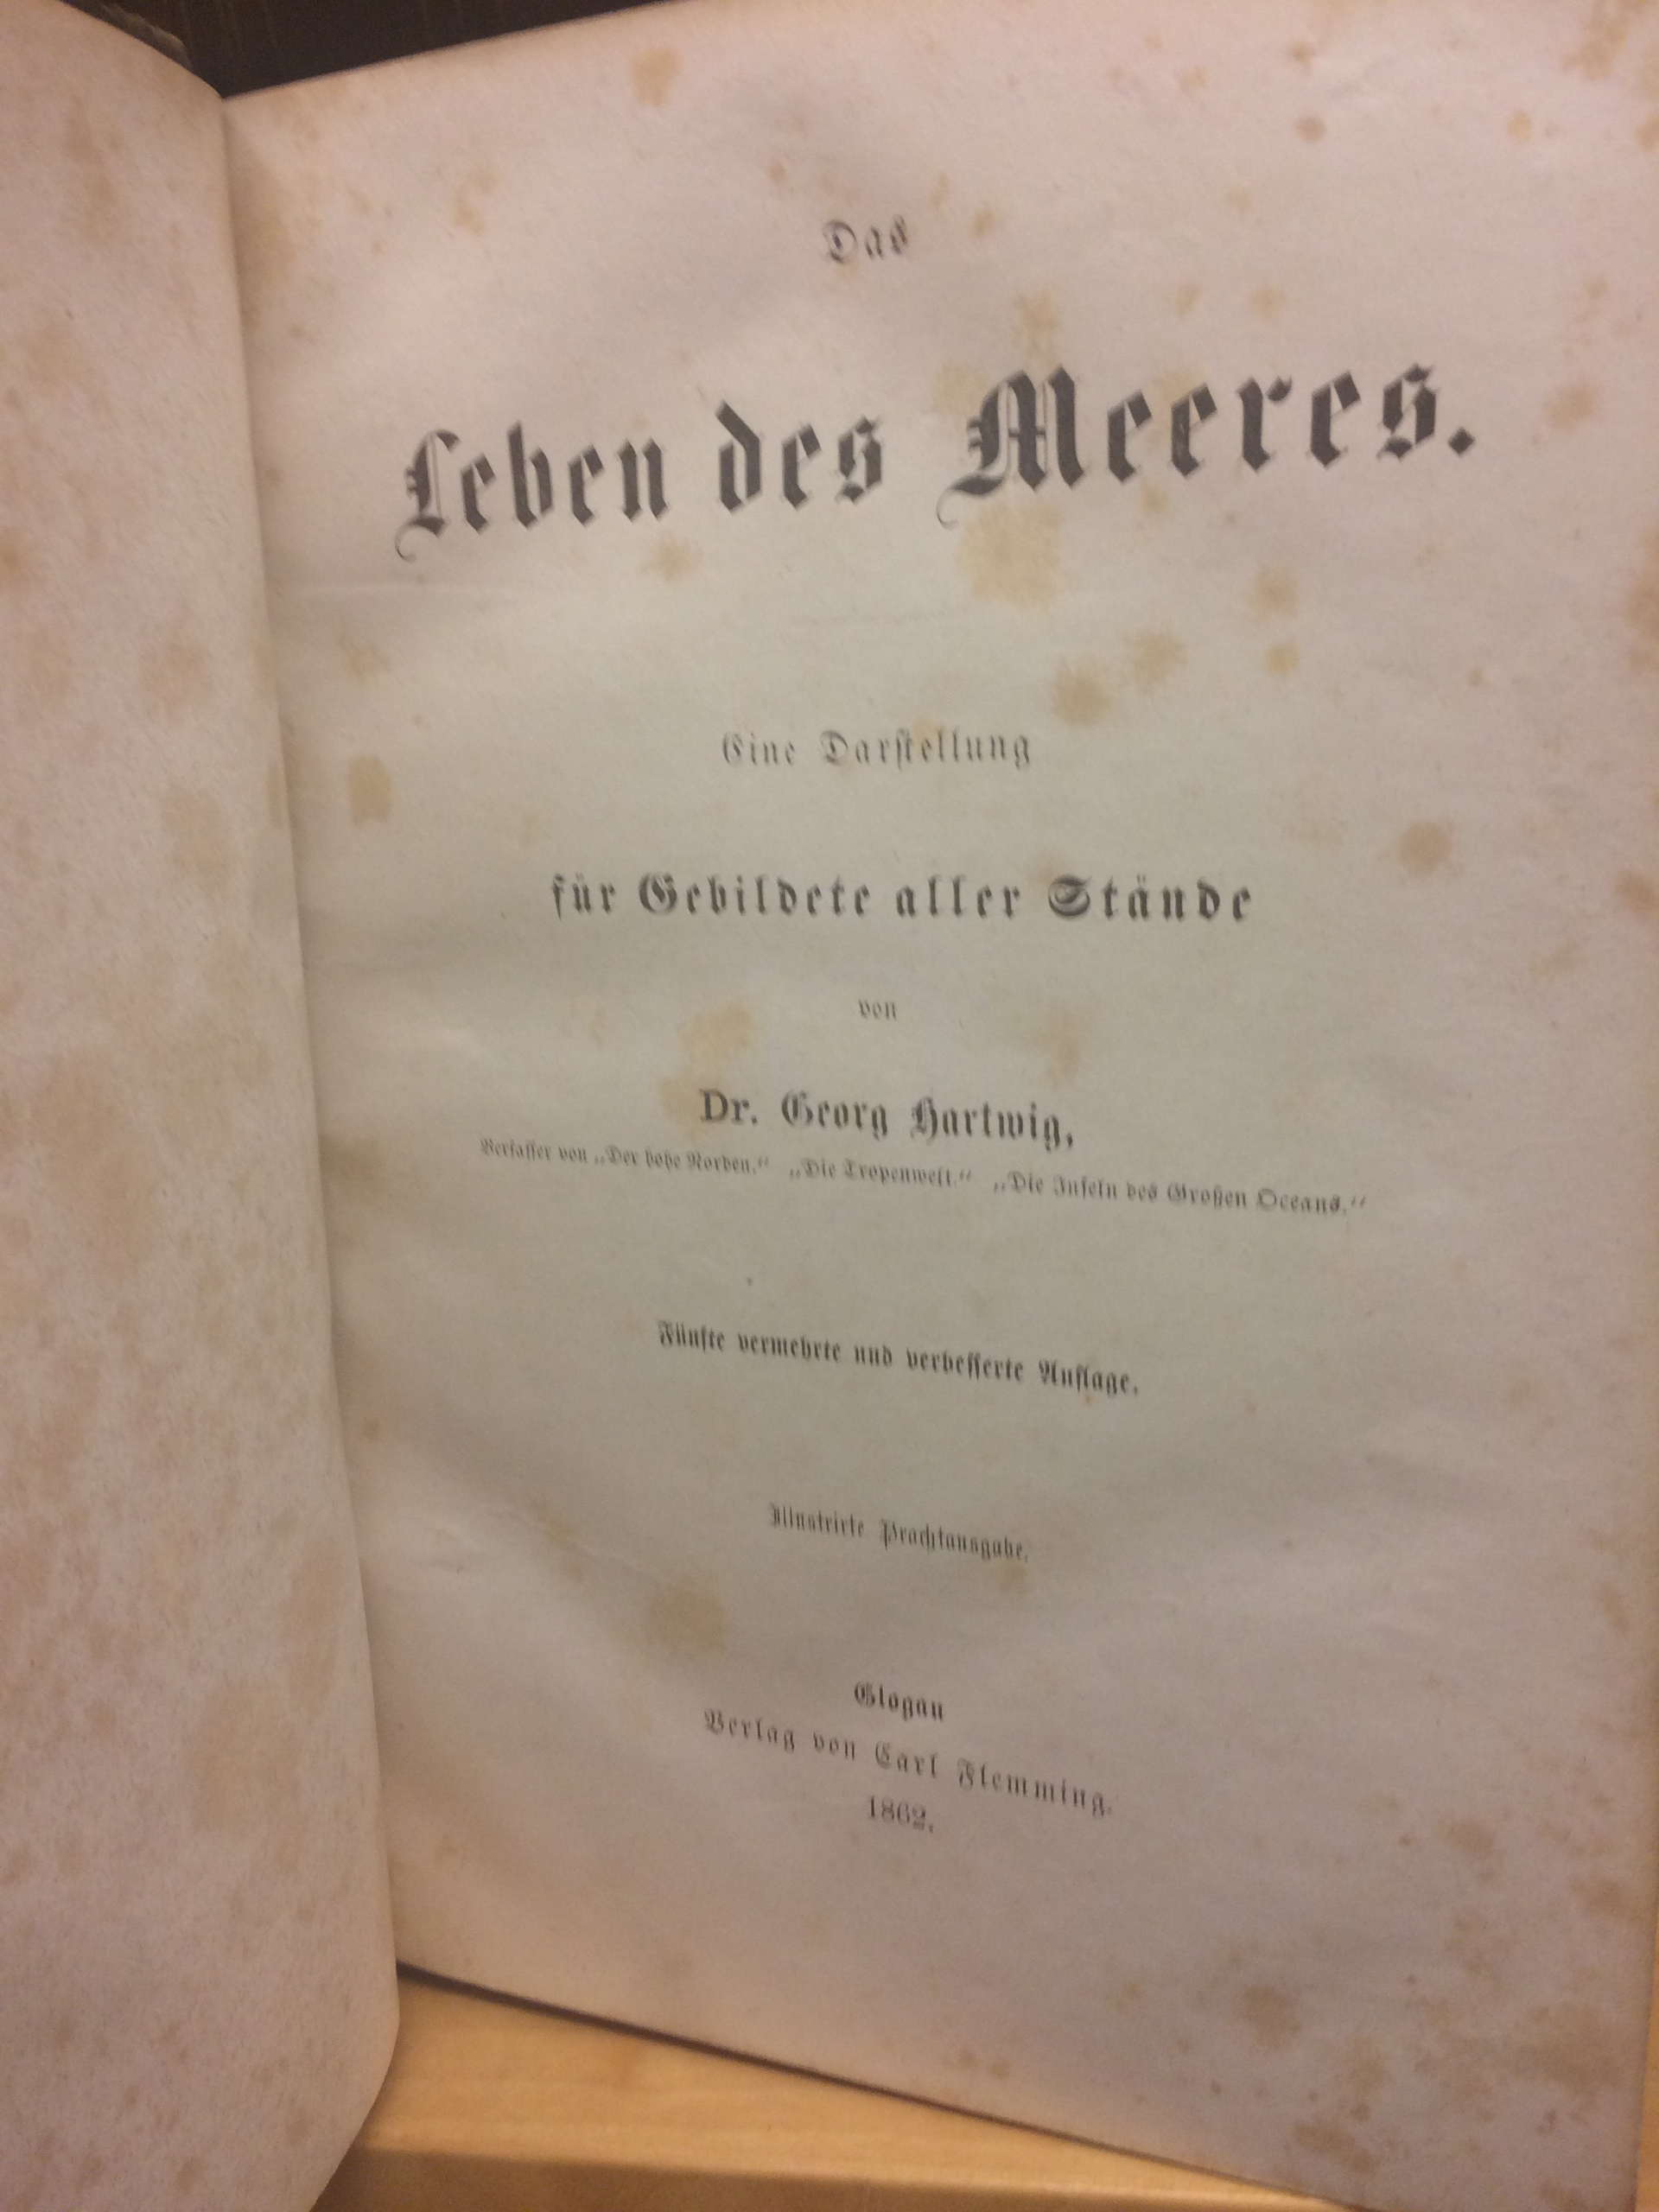 Das
Leben des Meeres.
Eine Darstellung
für Gebildete aller Stände
von
Dr. Georg Hartwig,
Verfasser von „Der hohe Norden.“ „Die Tropenwelt.“ „Die Inseln des Großen Oceans.“
Fünfte vermehrte und verbesserte Auflage.
Illustrirte Prachtausgabe.
Glogau
Verlag von Carl Flemming.
1862.